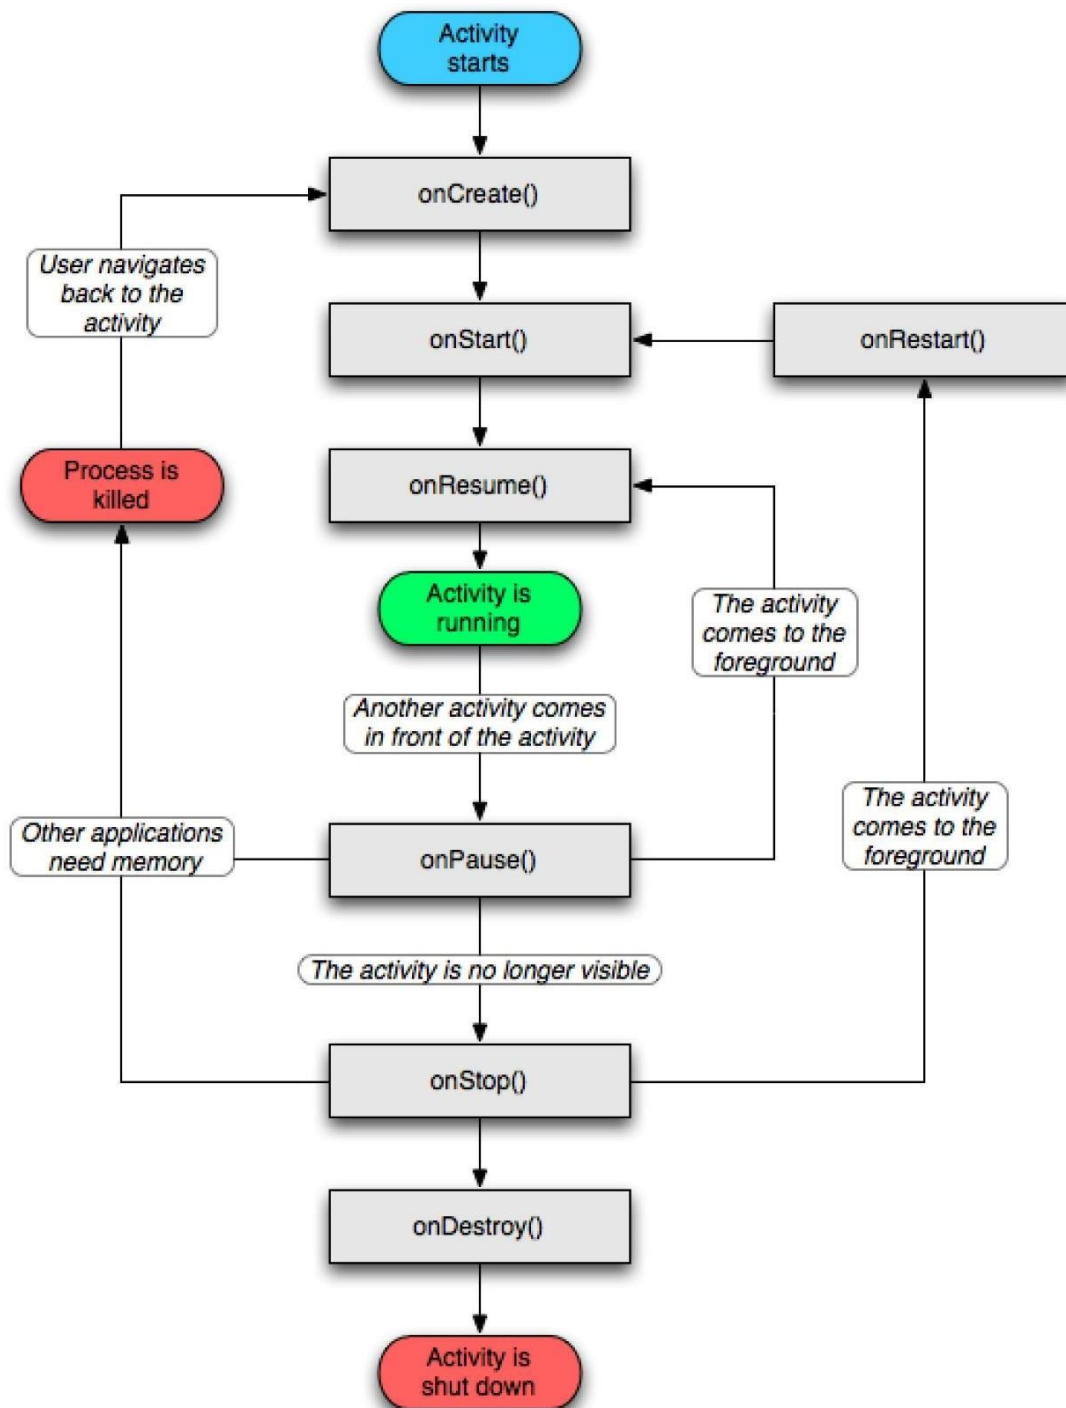 Activity
starts
onCreate()
User navigates
back to the
activity
onStart()
onRestart()
Process is
killed
onResume()
Activity is
running
The activity
comes to the
foreground
Another activity comes
in front of the activity
The activity
comes to the
foreground
Other applications
need memory
onPause()
The activity is no longer visible
onStop()
onDestroy()
Activity is
shut down